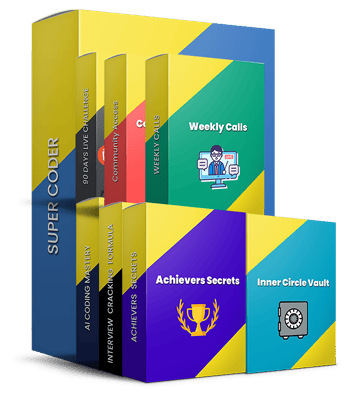 SUPER CODER
90 DAYS LIVE CHALLENGE
Community Access
Co
WEEKLY CALLS
Weekly Calls
AI CODING MASTERY
INTERVIEW CRACKING FORMULA
ACHIEVERS SECRETS
Achievers Secrets
Inner Circle Vault